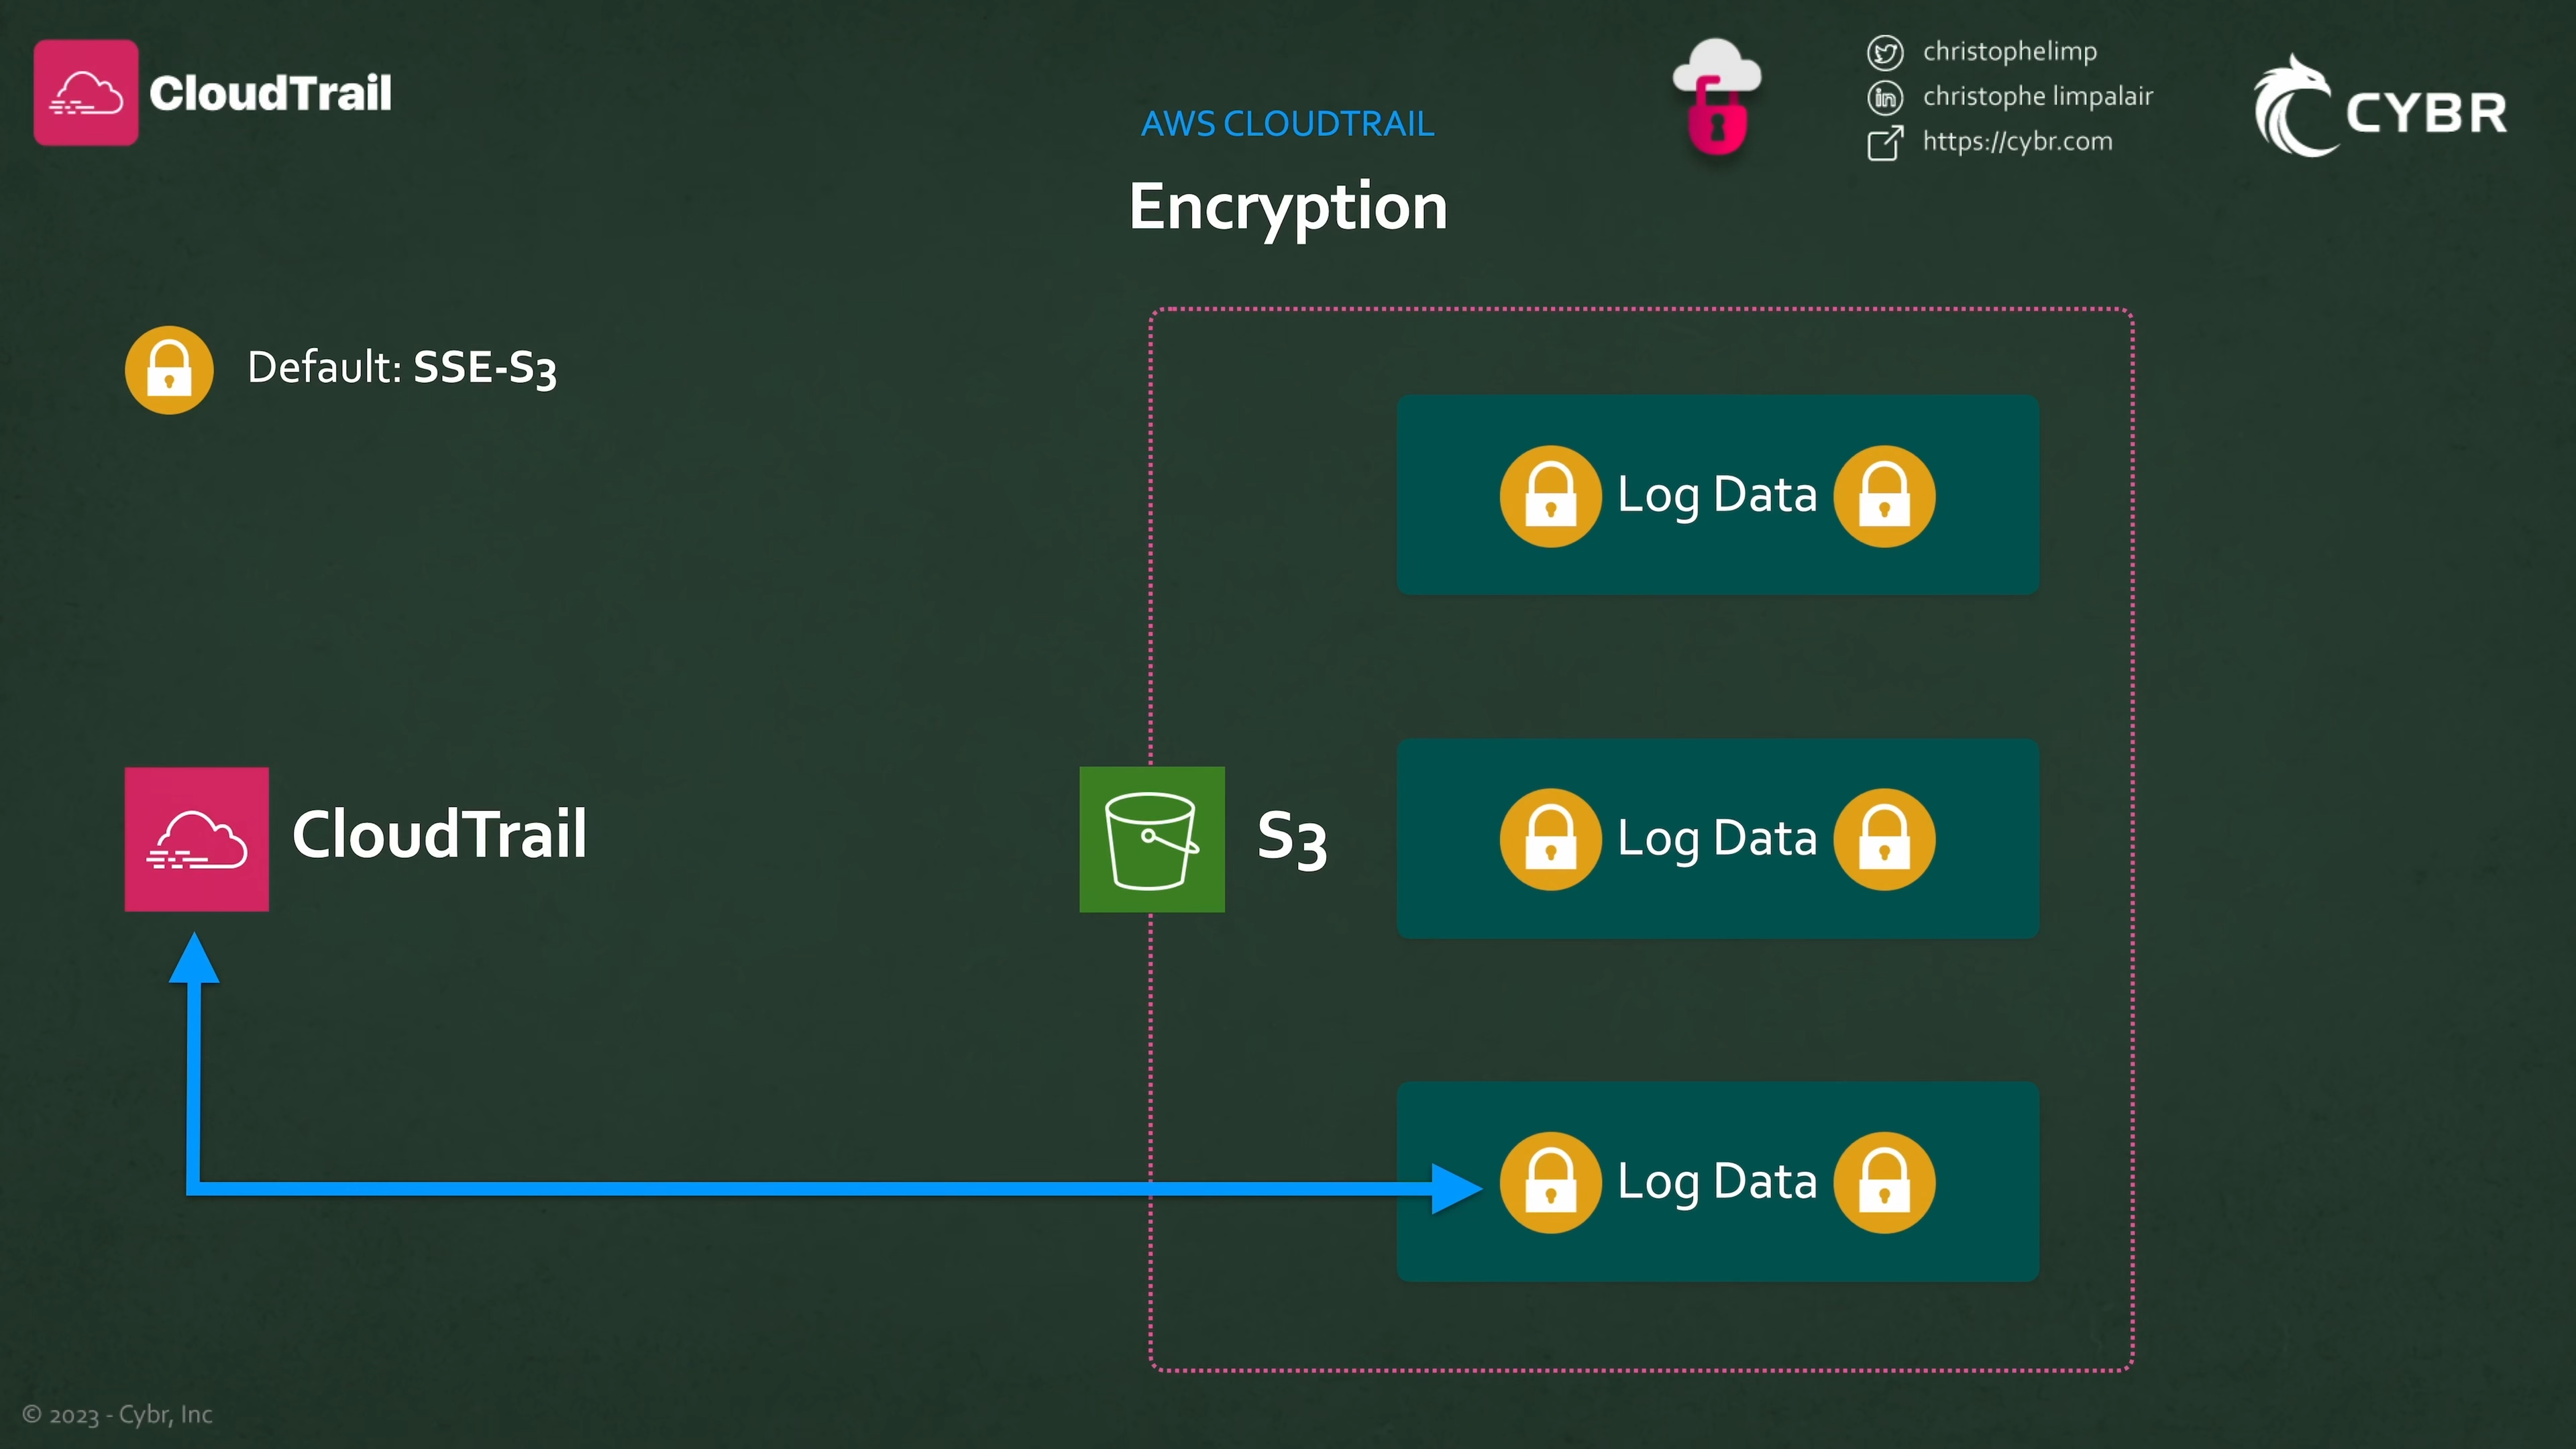 CloudTrail
AWS CLOUDTRAIL
Encryption
christophelimp
christophe limpalair
https://cybr.com
CYBR
Default: SSE-S3
Log Data
CloudTrail
S3
Log Data
Log Data
© 2023 - Cybr, Inc